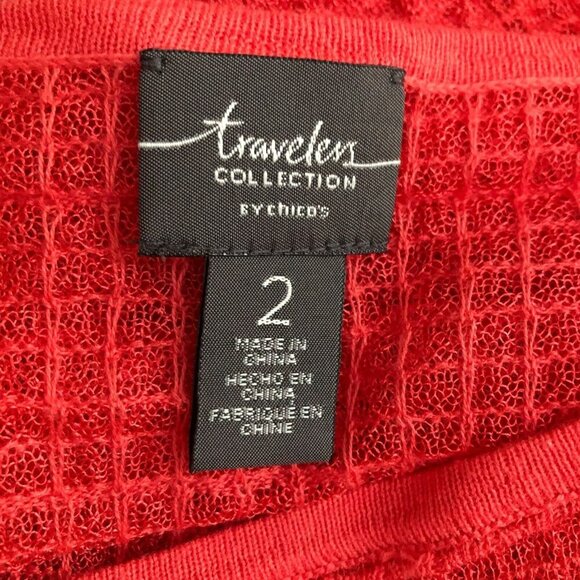 travelers
COLLECTION
BY CHICO'S
2
MADE IN
CHINA
HECHO EN
CHINA
FABRIQUE EN
CHINE